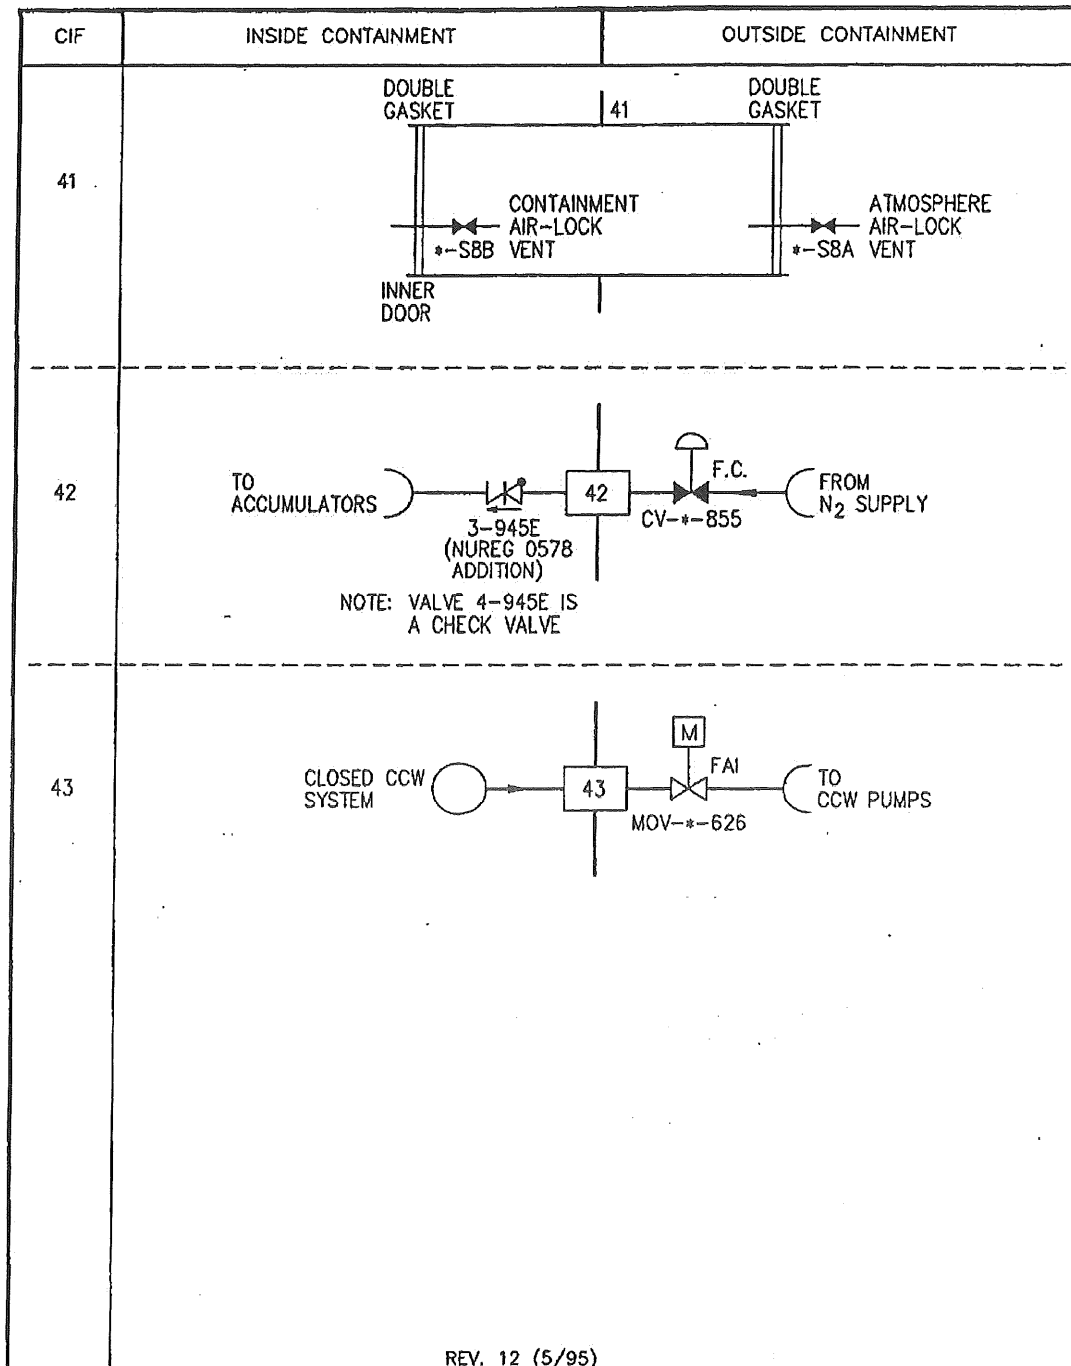 CIF
INSIDE CONTAINMENT
OUTSIDE CONTAINMENT
41
DOUBLE
GASKET
41
DOUBLE
GASKET
CONTAINMENT
AIR-LOCK
VENT
*-S8B
ATMOSPHERE
AIR-LOCK
VENT
*-S8A
INNER
DOOR
42
TO
ACCUMULATORS
3-945E
(NUREG 0578
ADDITION)
42
F.C.
CV-*-855
FROM
N2 SUPPLY
NOTE: VALVE 4-945E IS
A CHECK VALVE
43
CLOSED CCW
SYSTEM
43
M
FAI
MOV-*-626
TO
CCW PUMPS
REV. 12 (5/95)